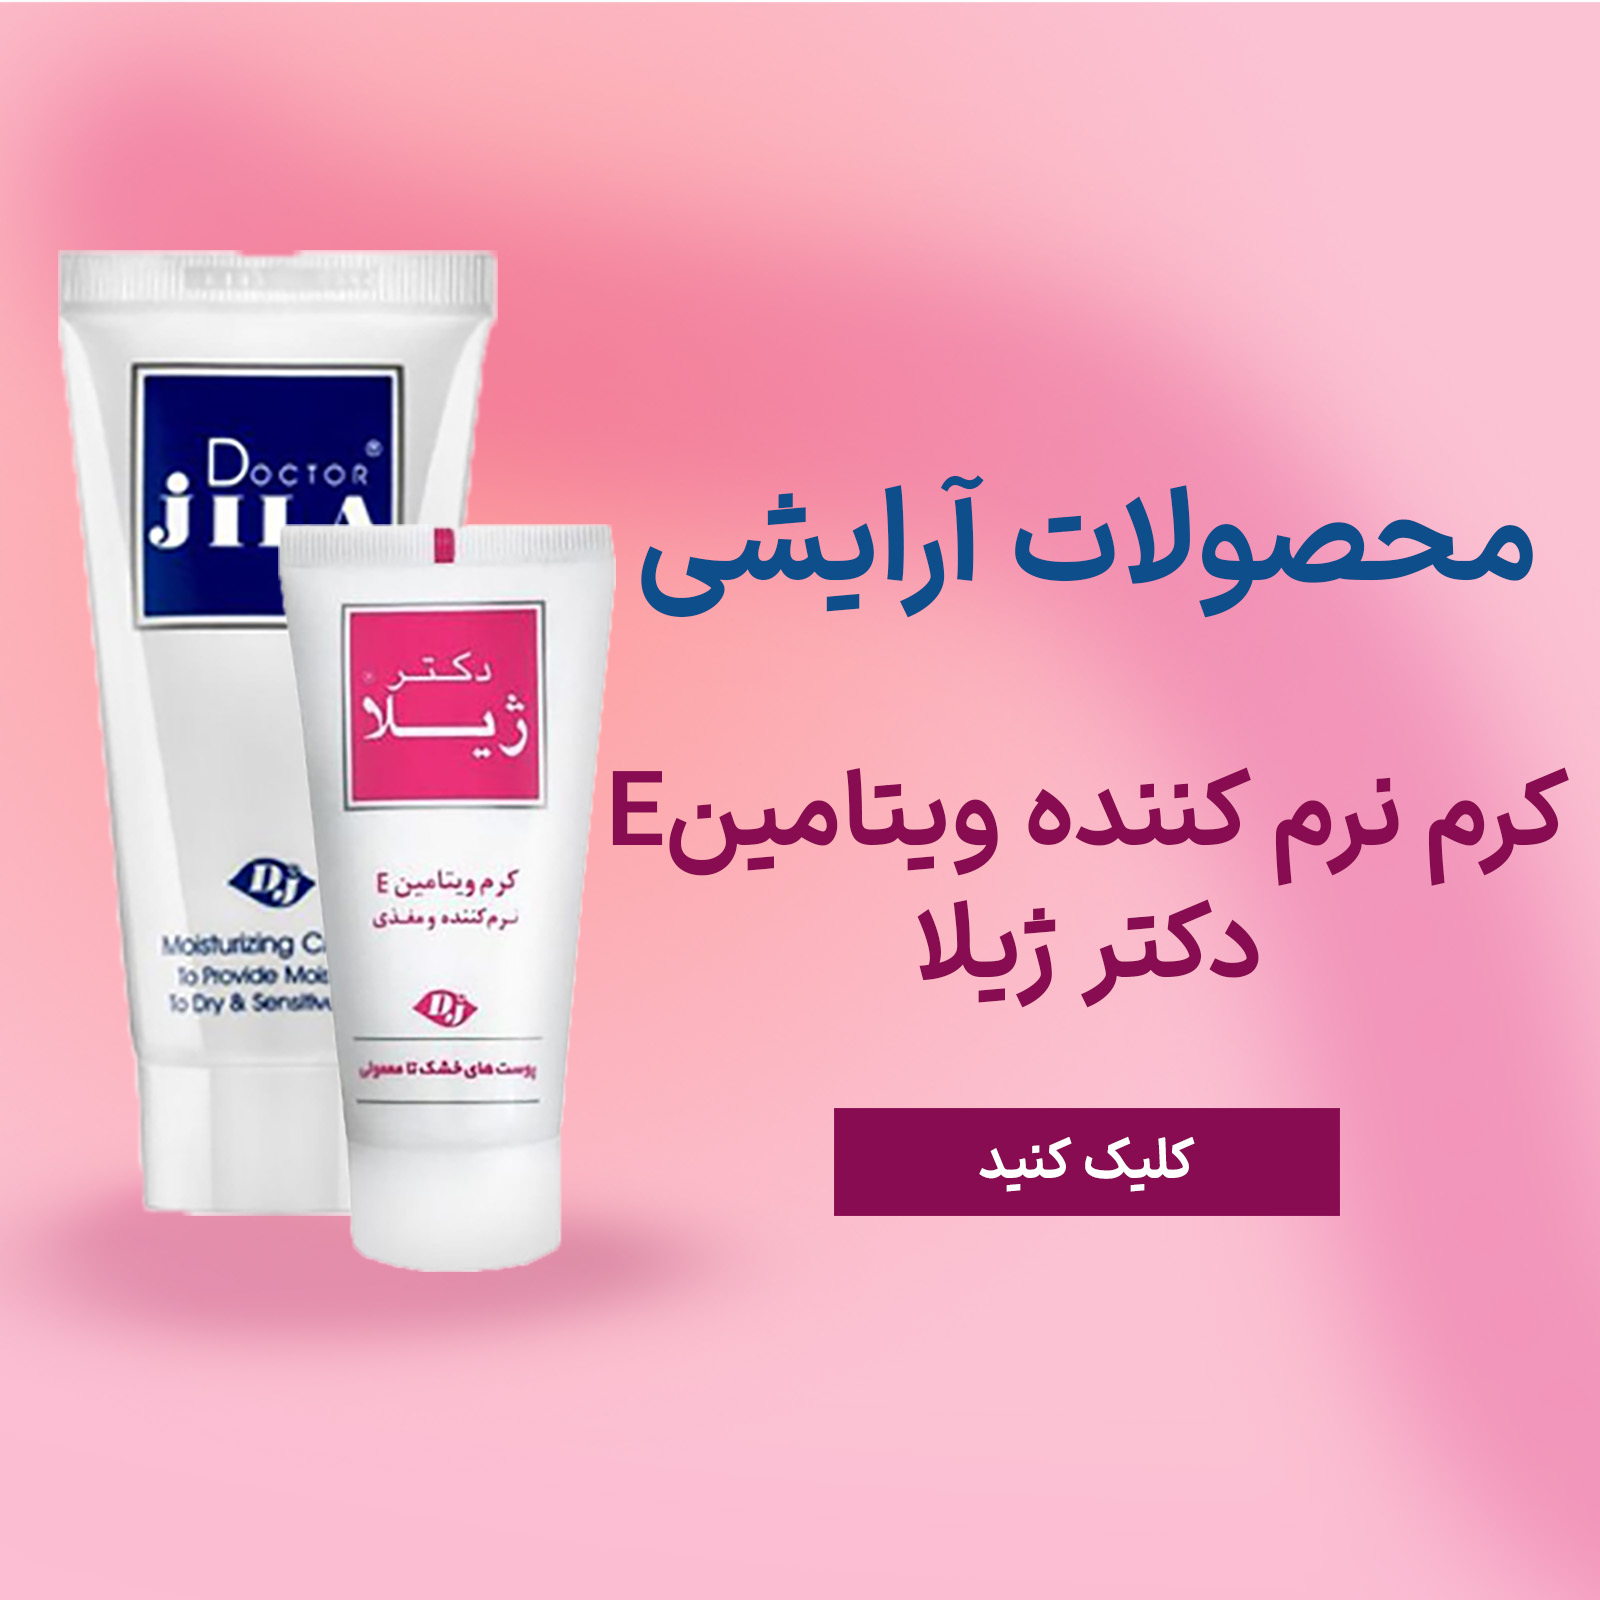 محصولات آرایشی
کرم نرم کننده ویتامینE
دکتر ژیلا
کلیک کنید
DOCTOR®
jILA
Dj
Moisturizing
To Provide
To Dry & Sensitive
دکتر
ژیلا
کرم ویتامین E
نرم‌کننده و مغذی
Dj
پوست های خشک تا معمولی